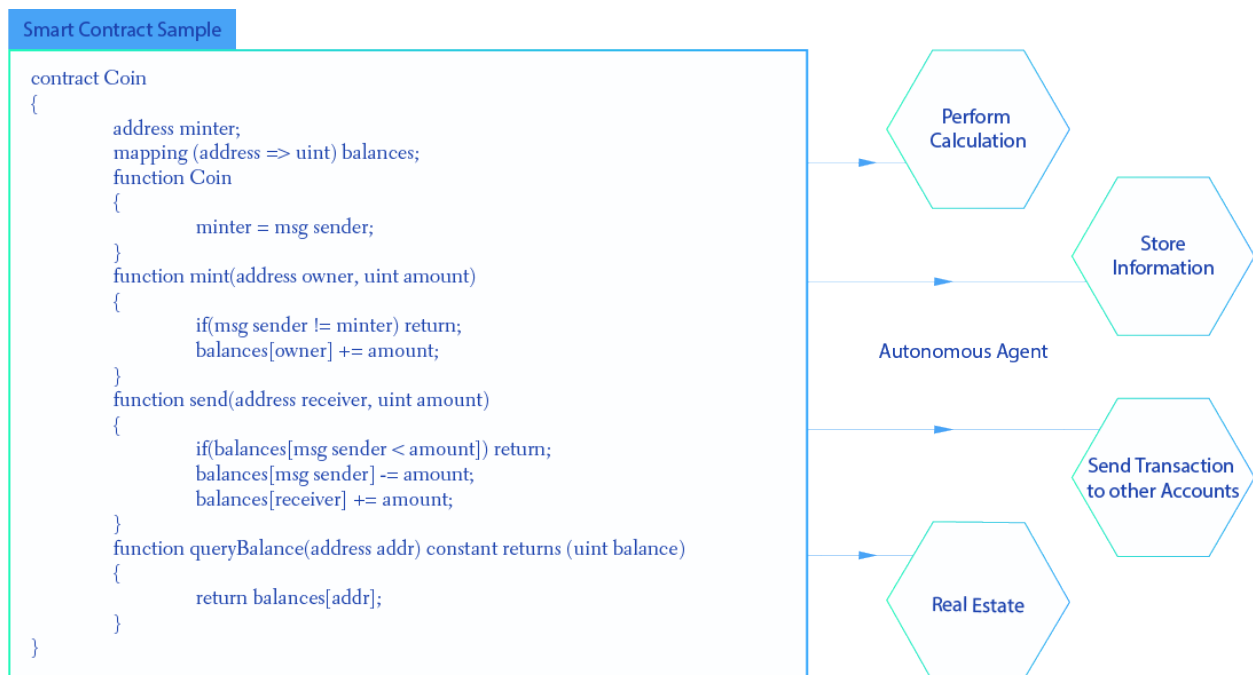 Smart Contract Sample
contract Coin
{
address minter;
mapping (address => uint) balances;
function Coin
{
minter = msg sender;
}
function mint(address owner, uint amount)
{
if(msg sender != minter) return;
balances[owner] += amount;
}
function send(address receiver, uint amount)
{
if(balances[msg sender < amount]) return;
balances[msg sender] -= amount;
balances[receiver] += amount;
}
function queryBalance(address addr) constant returns (uint balance)
{
return balances[addr];
}
}
Perform
Calculation
Store
Information
Autonomous Agent
Send Transaction
to other Accounts
Real Estate